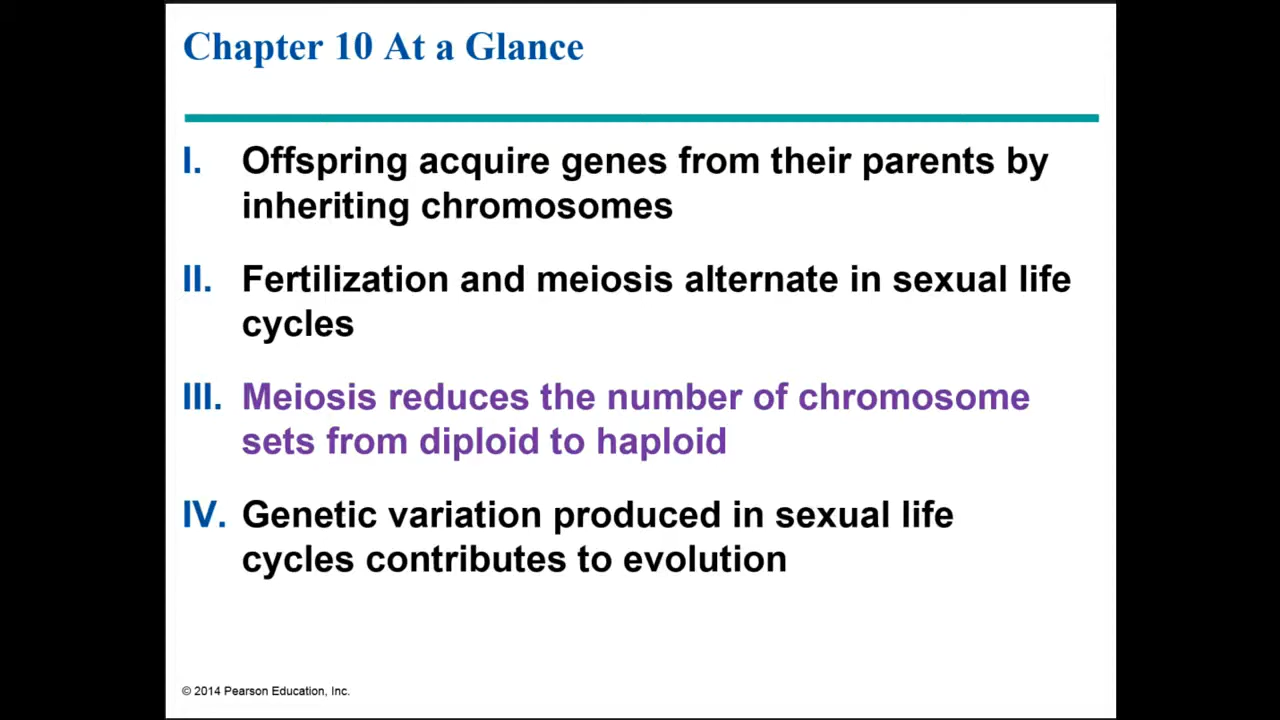 Chapter 10 At a Glance
I. Offspring acquire genes from their parents by
inheriting chromosomes
II. Fertilization and meiosis alternate in sexual life
cycles
III. Meiosis reduces the number of chromosome
sets from diploid to haploid
IV. Genetic variation produced in sexual life
cycles contributes to evolution
© 2014 Pearson Education, Inc.